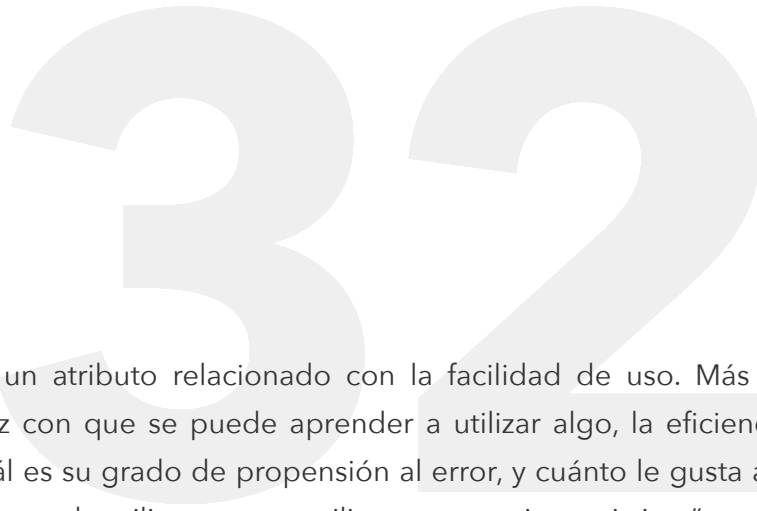 32
un atributo relacionado con la facilidad de uso. Más
z con que se puede aprender a utilizar algo, la eficien
ál es su grado de propensión al error, y cuánto le gusta a